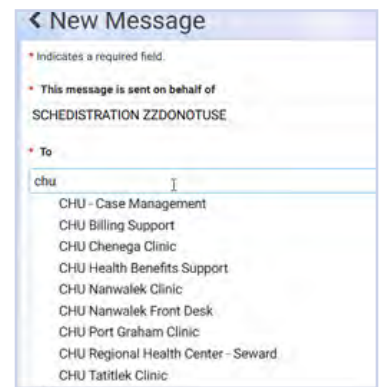 < New Message
* Indicates a required field.
* This message is sent on behalf of
SCHEDISTRATION ZZDONOTUSE
* To
chu
CHU - Case Management
CHU Billing Support
CHU Chenega Clinic
CHU Health Benefits Support
CHU Nanwalek Clinic
CHU Nanwalek Front Desk
CHU Port Graham Clinic
CHU Regional Health Center - Seward
CHU Tatitlek Clinic